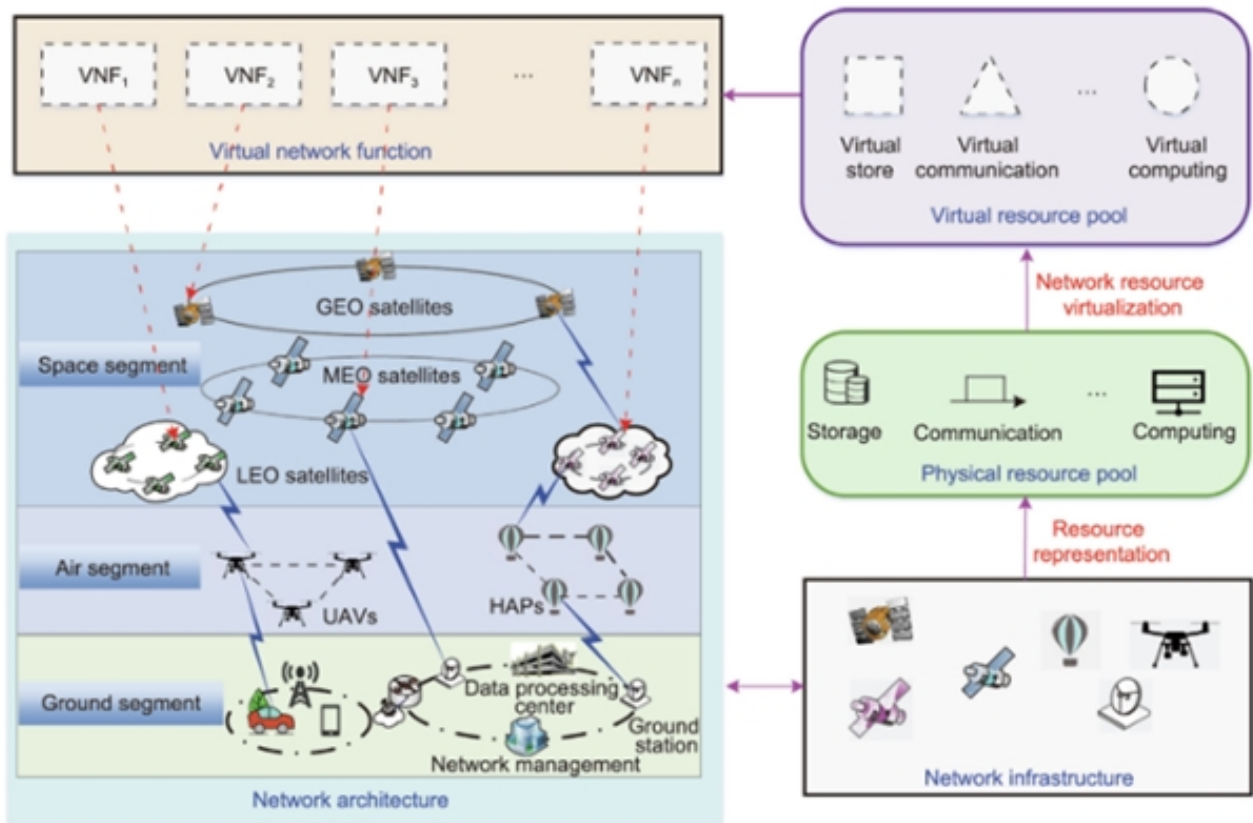 VNF1
VNF2
VNF3
...
VNFn
Virtual network function
Virtual
store
Virtual
communication
...
Virtual
computing
Virtual resource pool
Network resource
virtualization
Storage
Communication
...
Computing
Physical resource pool
Resource
representation
Network infrastructure
Space segment
GEO satellites
MEO satellites
LEO satellites
Air segment
UAVs
HAPs
Ground segment
Data processing
center
Ground
station
Network management
Network architecture